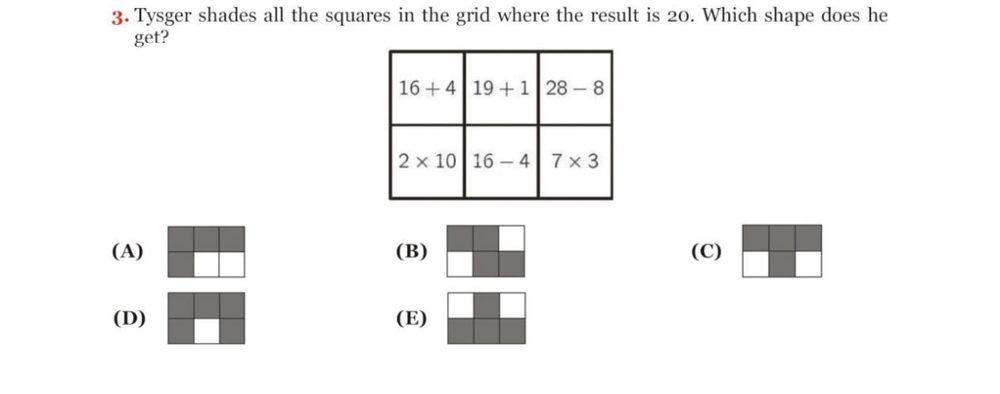 3. Tysger shades all the squares in the grid where the result is 20. Which shape does he
get?
16 + 4 19 + 1 28 – 8
2 × 10 16 – 4 7 × 3
(A) (B) (C)
(D) (E)